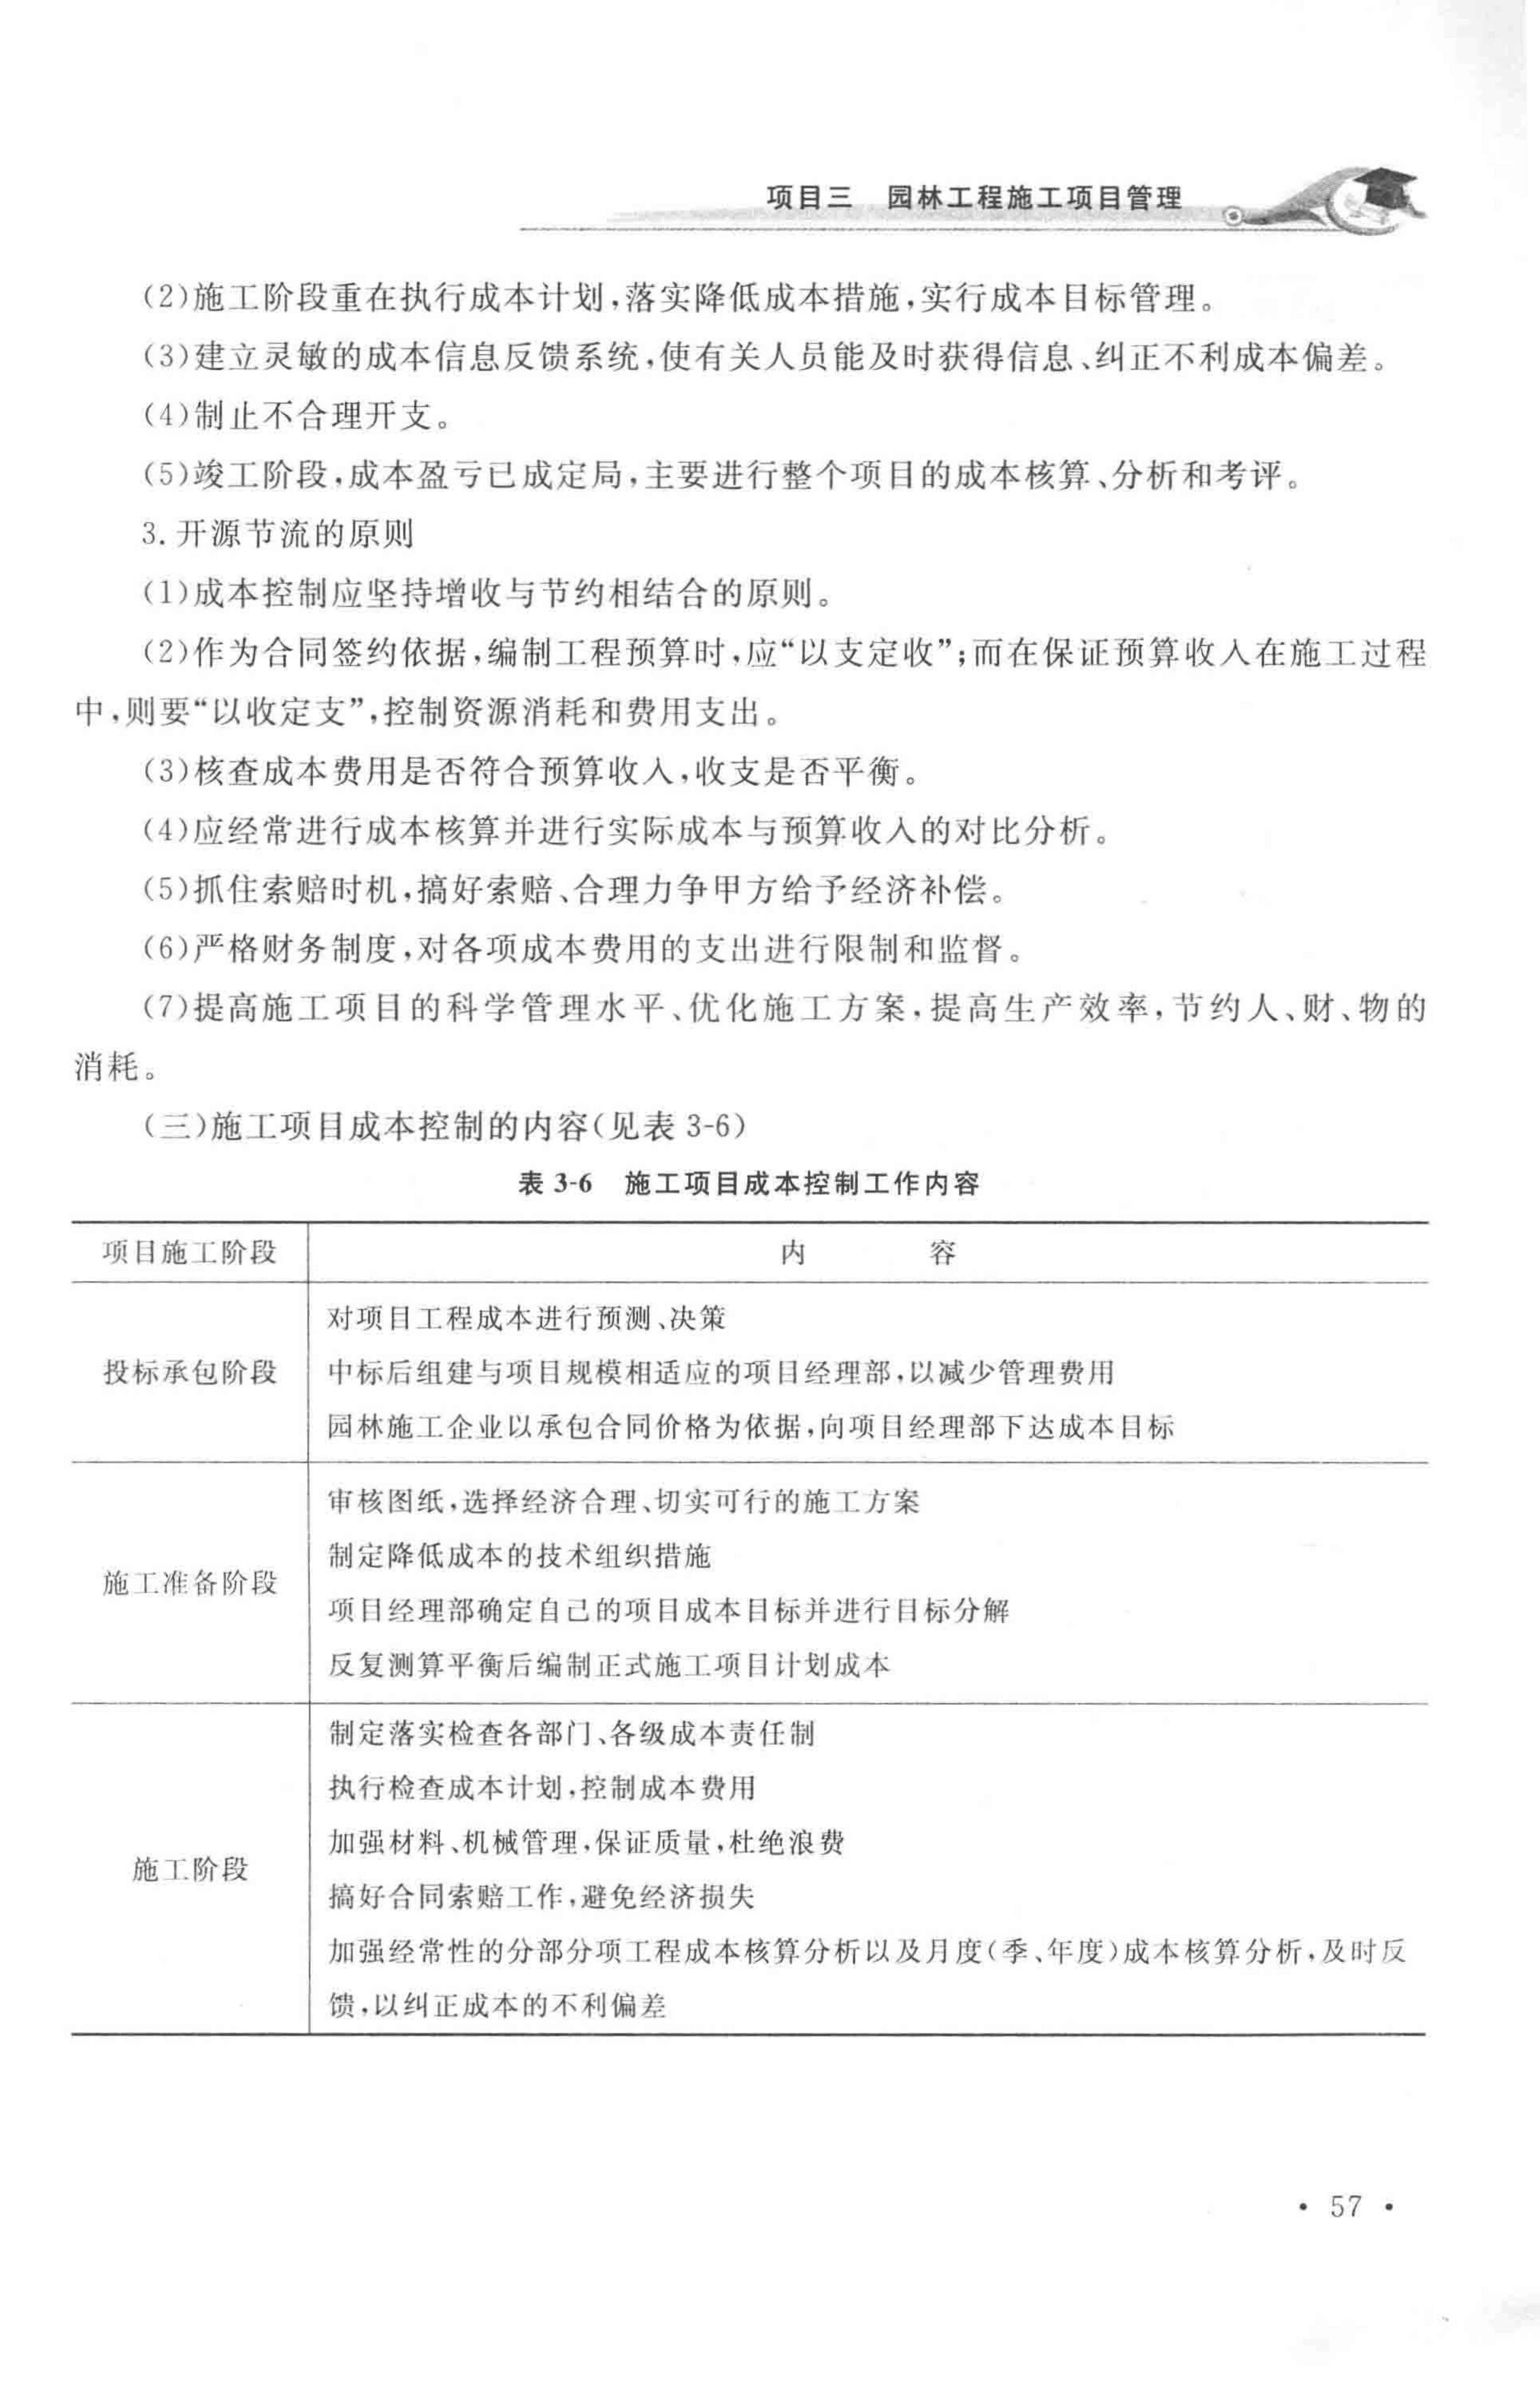 项目三 园林工程施工项目管理
(2)施工阶段重在执行成本计划,落实降低成本措施,实行成本目标管理。
(3)建立灵敏的成本信息反馈系统,使有关人员能及时获得信息、纠正不利成本偏差。
(4)制止不合理开支。
(5)竣工阶段,成本盈亏已成定局,主要进行整个项目的成本核算、分析和考评。
3.开源节流的原则
(1)成本控制应坚持增收与节约相结合的原则。
(2)作为合同签约依据,编制工程预算时,应“以支定收”;而在保证预算收入在施工过程
中,则要“以收定支”,控制资源消耗和费用支出。
(3)核查成本费用是否符合预算收入,收支是否平衡。
(4)应经常进行成本核算并进行实际成本与预算收入的对比分析。
(5)抓住索赔时机,搞好索赔、合理力争甲方给予经济补偿。
(6)严格财务制度,对各项成本费用的支出进行限制和监督。
(7)提高施工项目的科学管理水平、优化施工方案,提高生产效率,节约人、财、物的
消耗。
(三)施工项目成本控制的内容(见表 3-6)
表 3-6 施工项目成本控制工作内容
项目施工阶段 内 容
投标承包阶段
对项目工程成本进行预测、决策
中标后组建与项目规模相适应的项目经理部,以减少管理费用
园林施工企业以承包合同价格为依据,向项目经理部下达成本目标
施工准备阶段
审核图纸,选择经济合理、切实可行的施工方案
制定降低成本的技术组织措施
项目经理部确定自己的项目成本目标并进行目标分解
反复测算平衡后编制正式施工项目计划成本
施工阶段
制定落实检查各部门、各级成本责任制
执行检查成本计划,控制成本费用
加强材料、机械管理,保证质量,杜绝浪费
搞好合同索赔工作,避免经济损失
加强经常性的分部分项工程成本核算分析以及月度(季、年度)成本核算分析,及时反
馈,以纠正成本的不利偏差
• 57 •